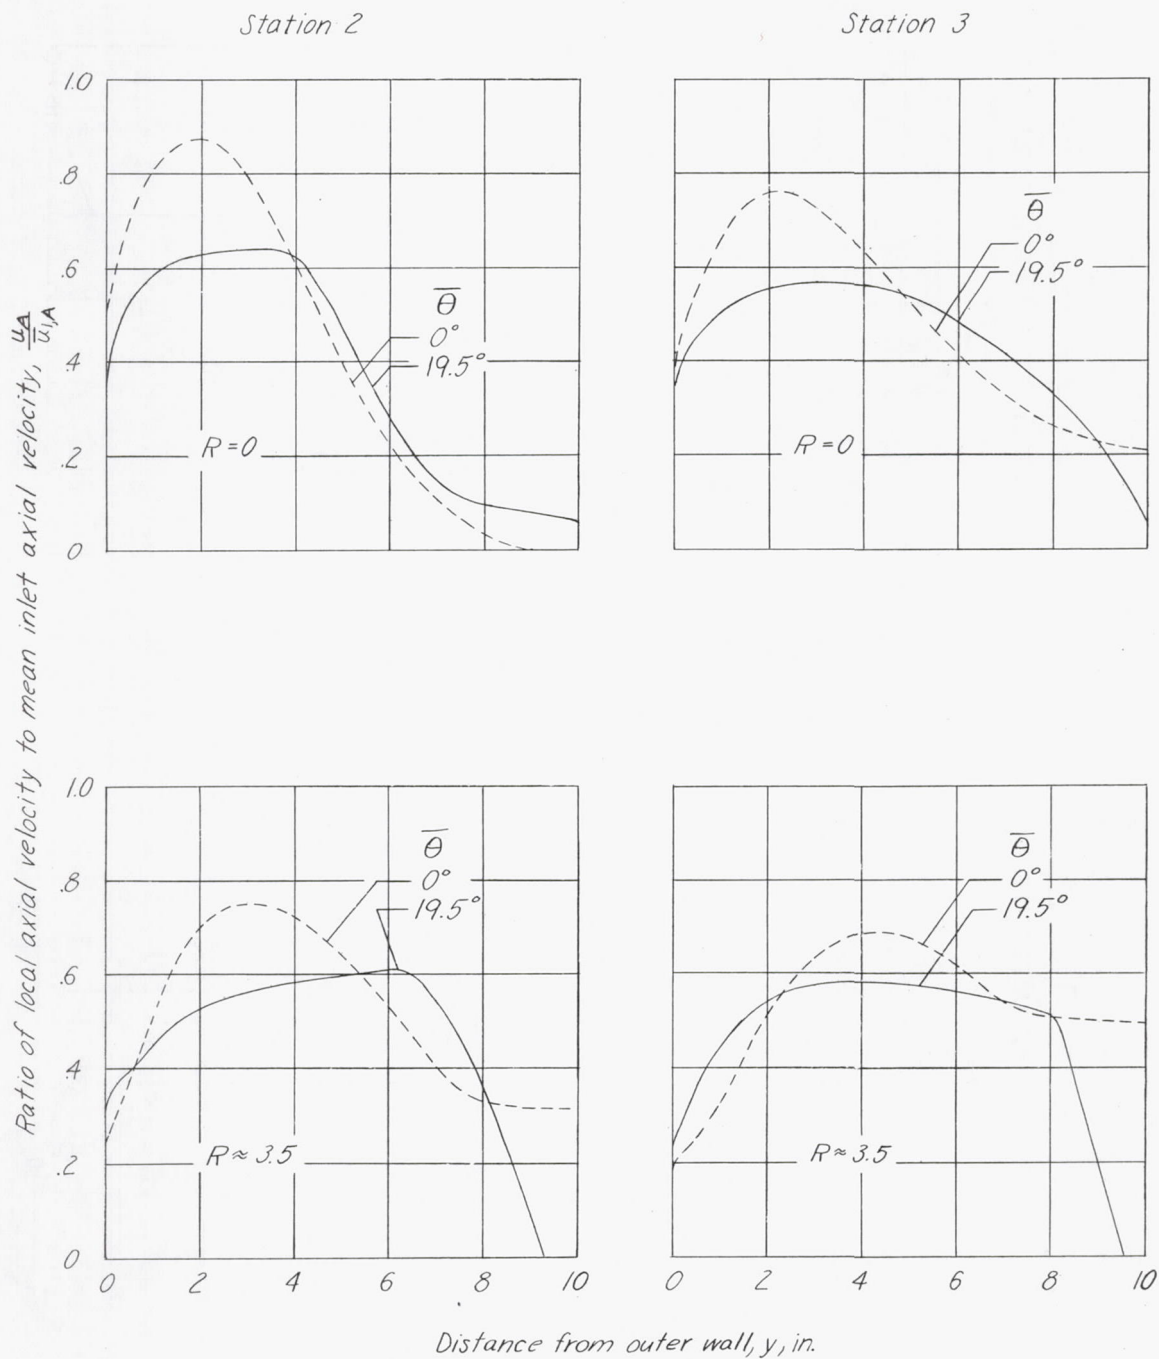 Station 2
Station 3
Ratio of local axial velocity to mean inlet axial velocity, u_A/ū_1,A
1.0
.8
.6
.4
.2
0
θ̅
0°
19.5°
R=0
θ̅
0°
19.5°
R=0
1.0
.8
.6
.4
.2
0
θ̅
0°
19.5°
R≈3.5
0 2 4 6 8 10
θ̅
0°
19.5°
R≈3.5
0 2 4 6 8 10
Distance from outer wall, y, in.